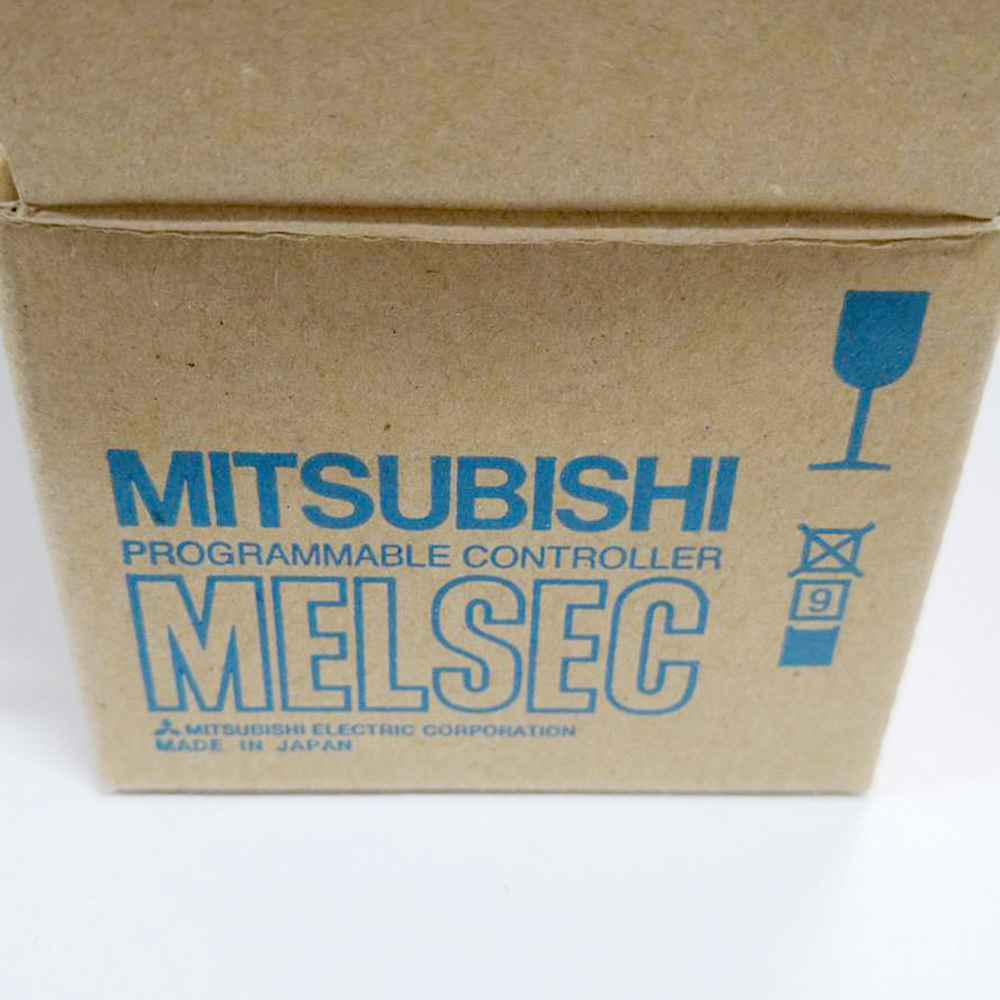 MITSUBISHI
PROGRAMMABLE CONTROLLER
MELSEC
MITSUBISHI ELECTRIC CORPORATION
MADE IN JAPAN
9